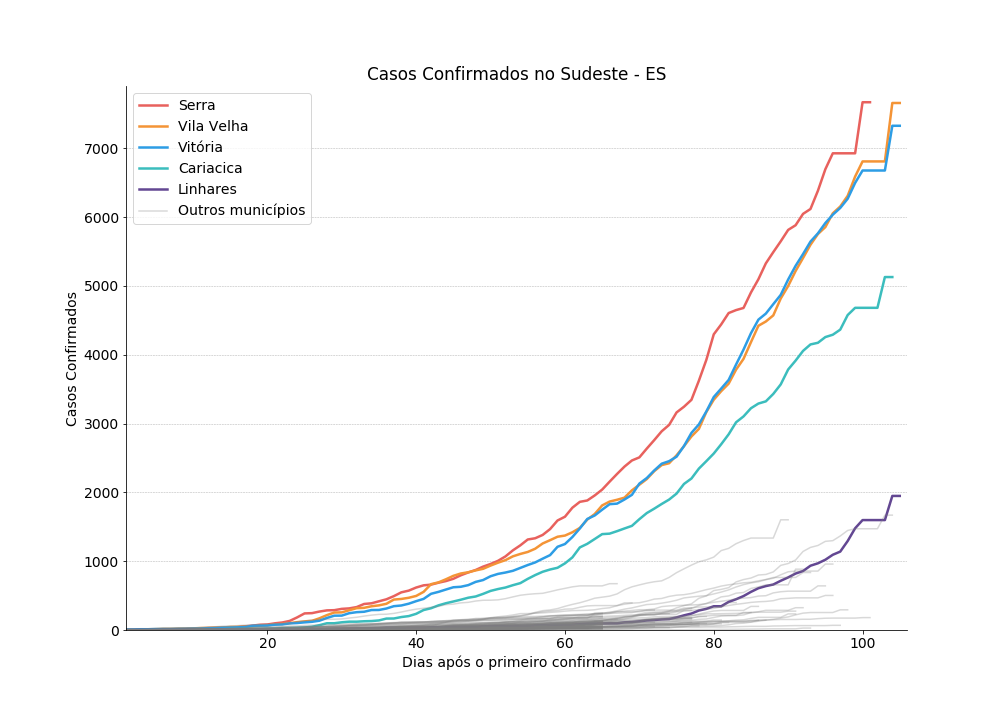 Casos Confirmados no Sudeste - ES
Serra
Vila Velha
Vitória
Cariacica
Linhares
Outros municípios
Casos Confirmados
7000
6000
5000
4000
3000
2000
1000
0
20
40
60
80
100
Dias após o primeiro confirmado